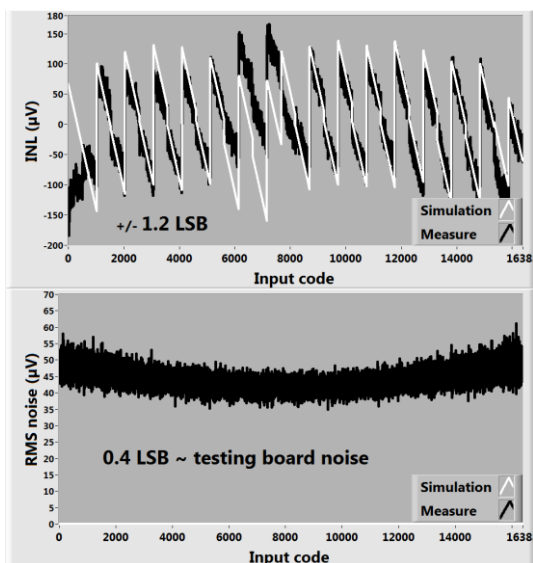 180
150
100
50
0
-50
-100
-150
-200
INL (µV)
+/- 1.2 LSB
Simulation
Measure
0 2000 4000 6000 8000 10000 12000 14000 1638
Input code
70
65
60
55
50
45
40
35
30
25
20
15
10
5
0
RMS noise (µV)
0.4 LSB ~ testing board noise
Simulation
Measure
0 2000 4000 6000 8000 10000 12000 14000 1638
Input code